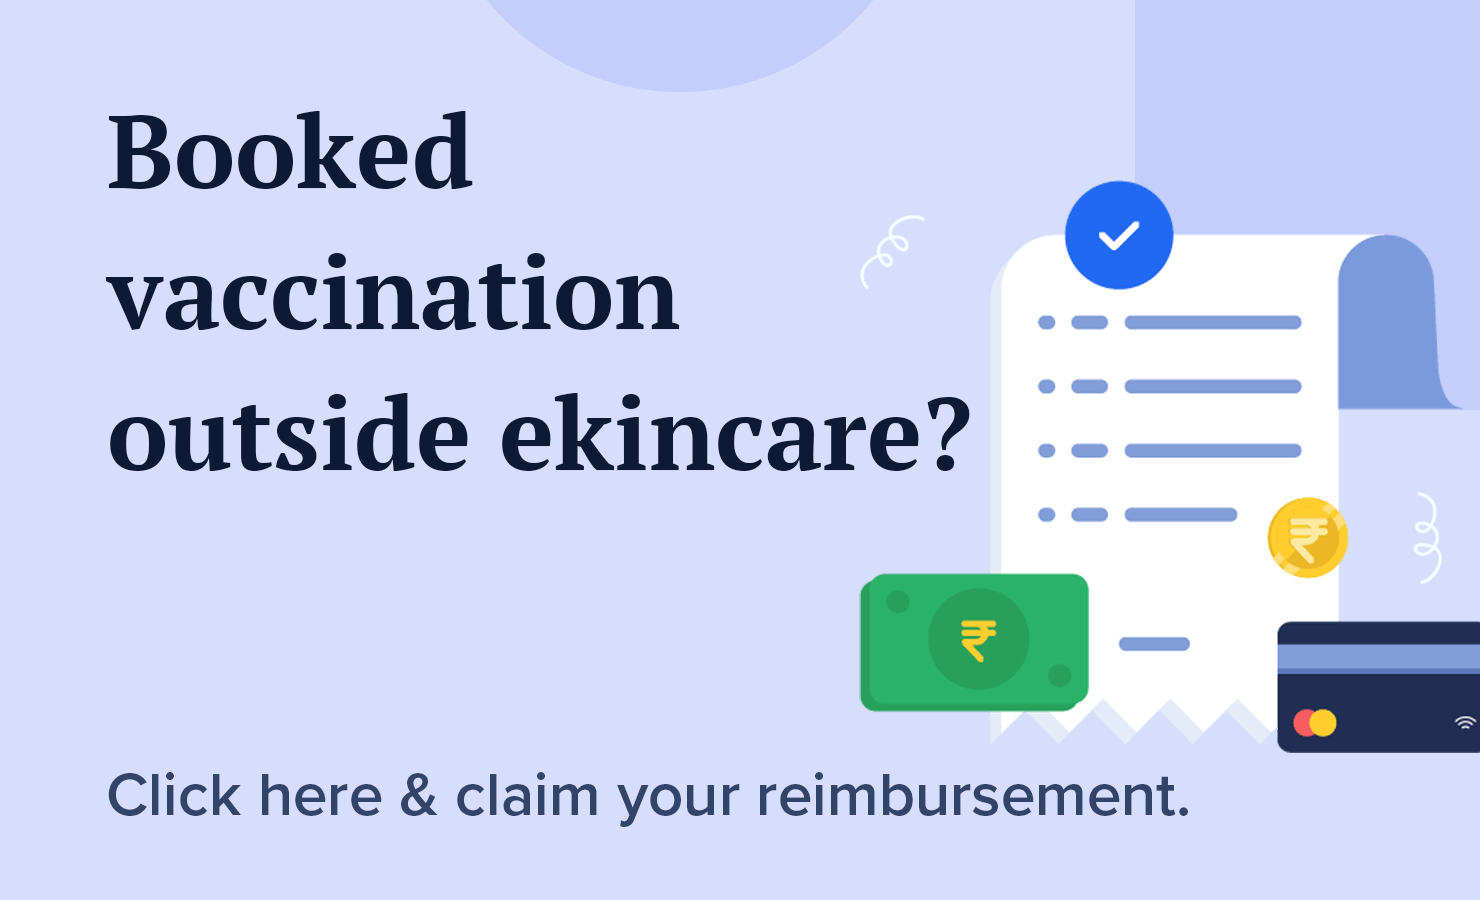 Booked
vaccination
outside ekincare?
₹
₹
Click here & claim your reimbursement.